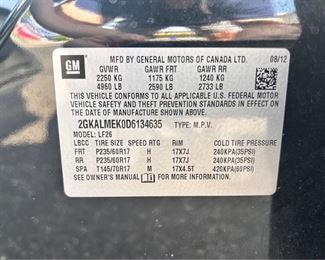 GM
MFD BY GENERAL MOTORS OF CANADA LTD. 08/12
GVWR GAWR FRT GAWR RR
2250 KG 1175 KG 1240 KG
4960 LB 2590 LB 2733 LB
THIS VEHICLE CONFORMS TO ALL APPLICABLE U.S. FEDERAL MOTOR
VEHICLE SAFETY AND THEFT PREVENTION STANDARDS IN EFFECT ON
THE DATE OF MANUFACTURE SHOWN ABOVE.
2GKALMEK0D6134635 TYPE: M.P.V.
MODEL: LF26
LBCC TIRE SIZE SPEED RTG RIM COLD TIRE PRESSURE
FRT P235/60R17 H 17X7J 240KPA(35PSI)
RR P235/60R17 H 17X7J 240KPA(35PSI)
SPA T145/70R17 M 17X4.5T 420KPA(60PSI)
SEE OWNER'S MANUAL FOR MORE INFORMATION